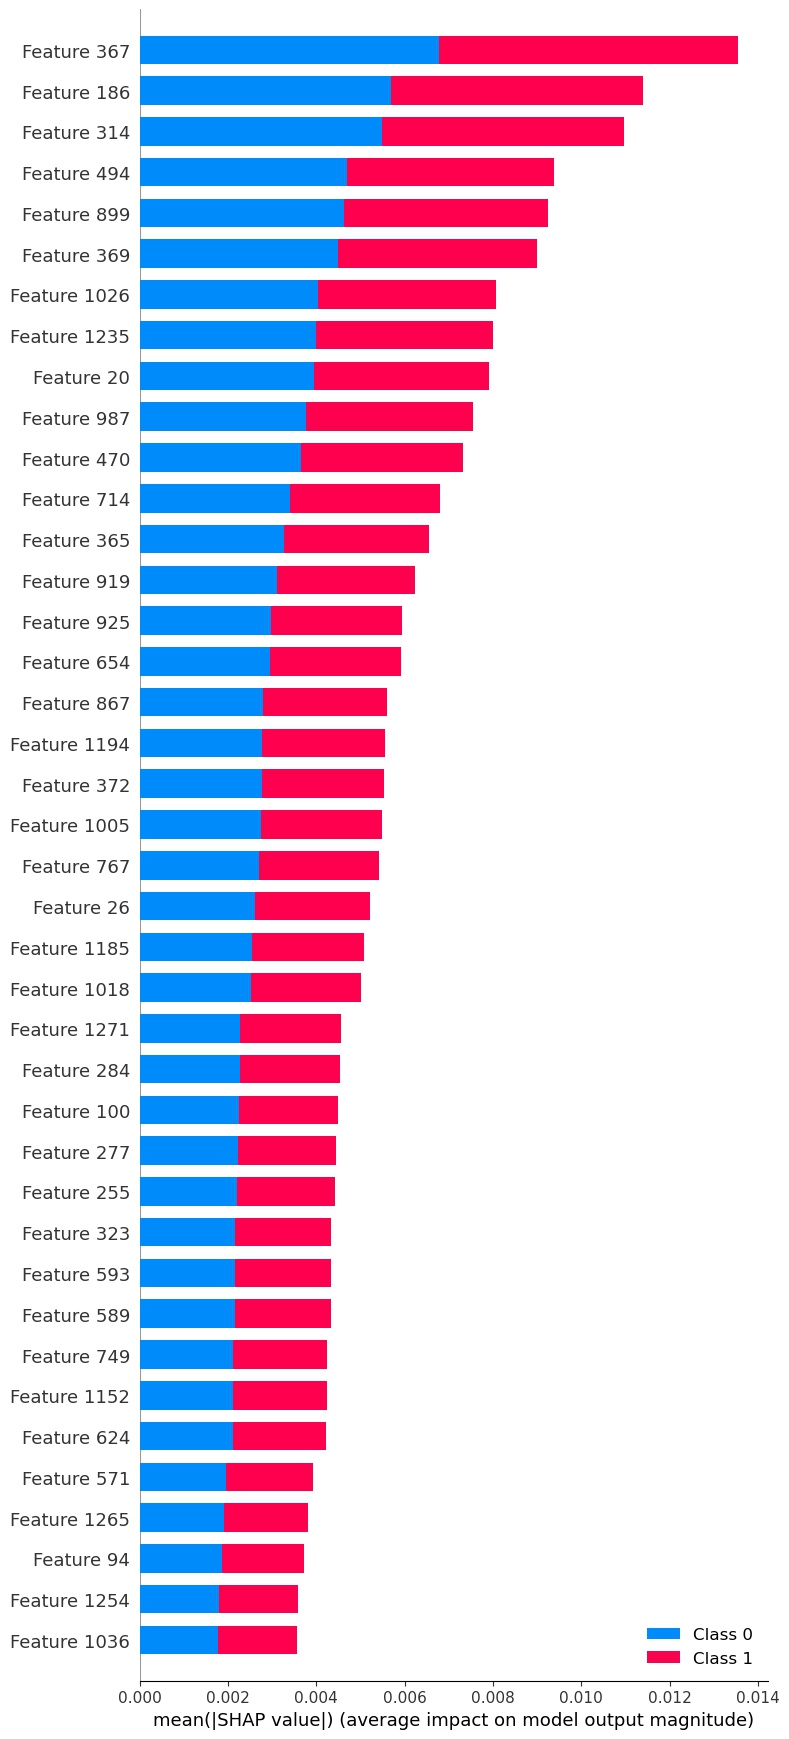 Feature 367
Feature 186
Feature 314
Feature 494
Feature 899
Feature 369
Feature 1026
Feature 1235
Feature 20
Feature 987
Feature 470
Feature 714
Feature 365
Feature 919
Feature 925
Feature 654
Feature 867
Feature 1194
Feature 372
Feature 1005
Feature 767
Feature 26
Feature 1185
Feature 1018
Feature 1271
Feature 284
Feature 100
Feature 277
Feature 255
Feature 323
Feature 593
Feature 589
Feature 749
Feature 1152
Feature 624
Feature 571
Feature 1265
Feature 94
Feature 1254
Feature 1036
Class 0
Class 1
0.000 0.002 0.004 0.006 0.008 0.010 0.012 0.014
mean(|SHAP value|) (average impact on model output magnitude)